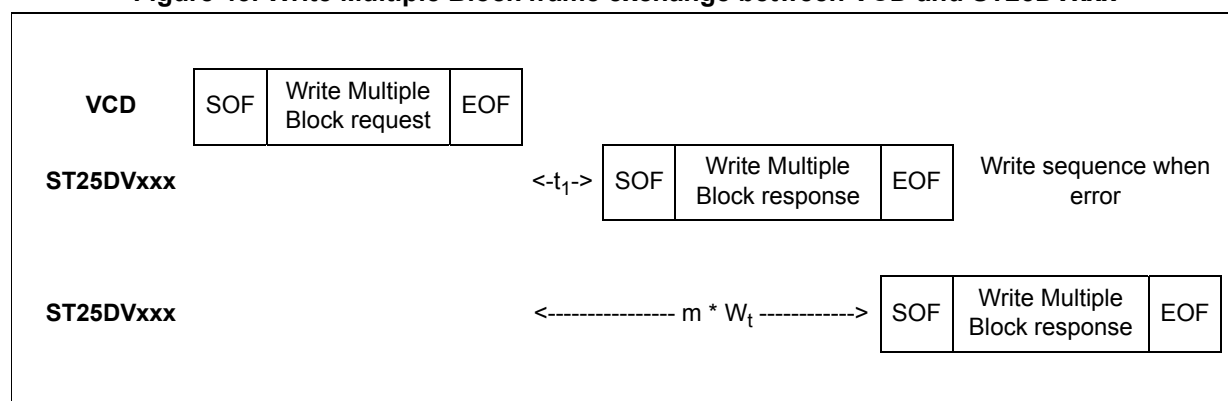 Figure Write Multiple Block frame exchange between VCD and ST25DVxxx
VCD SOF Write Multiple
Block request EOF
ST25DVxxx <-t1-> SOF Write Multiple
Block response EOF Write sequence when
error
ST25DVxxx <---------------- m * Wt ------------> SOF Write Multiple
Block response EOF